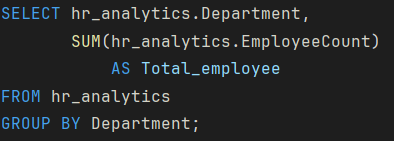 SELECT hr_analytics.Department,
SUM(hr_analytics.EmployeeCount)
AS Total_employee
FROM hr_analytics
GROUP BY Department;